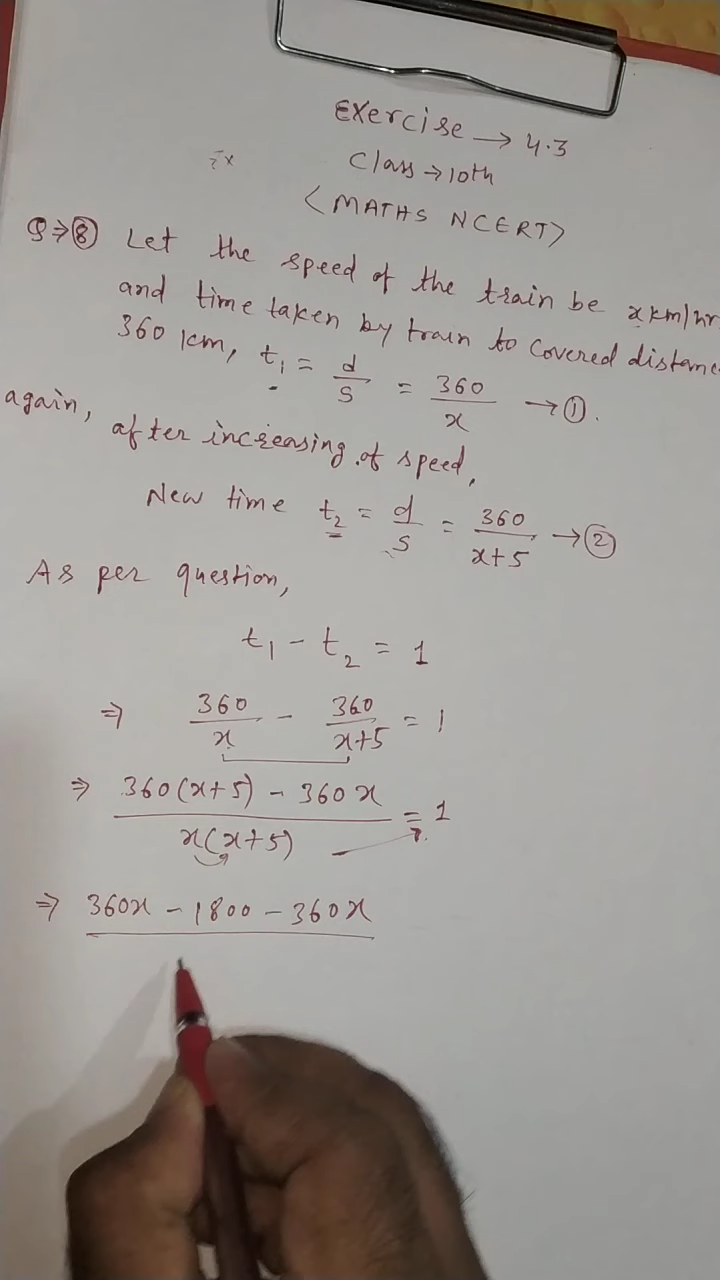 Exercise → 4.3
Class → 10th
<MATHS NCERT>
Q⇒⑧ Let the speed of the train be x km/hr
and time taken by train to covered distance
360 km, t₁ = d/s = 360/x → ①.
again, after increasing of speed,
New time t₂ = d/s = 360/x+5 → ②
As per question,
t₁ - t₂ = 1
⇒ 360/x - 360/x+5 = 1
⇒ 360(x+5) - 360x / x(x+5) = 1
⇒ 360x - 1800 - 360x